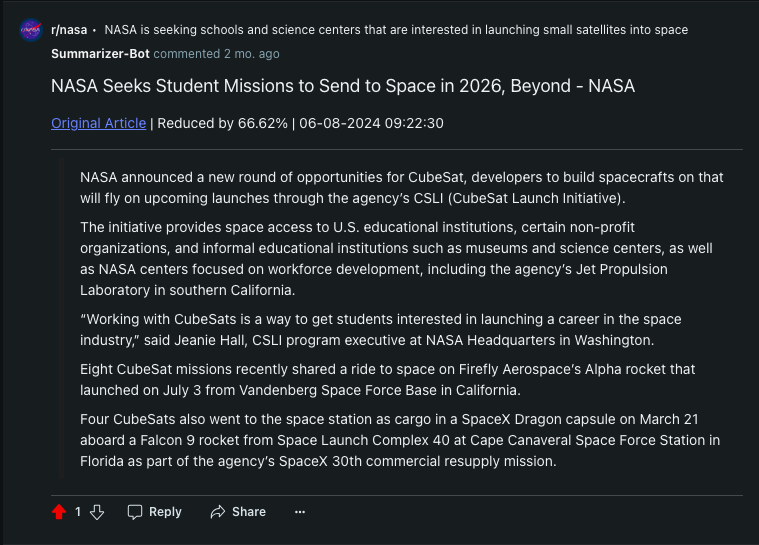 r/nasa • NASA is seeking schools and science centers that are interested in launching small satellites into space
Summarizer-Bot commented 2 mo. ago
NASA Seeks Student Missions to Send to Space in 2026, Beyond - NASA
Original Article | Reduced by 66.62% | 06-08-2024 09:22:30
NASA announced a new round of opportunities for CubeSat, developers to build spacecrafts on that
will fly on upcoming launches through the agency’s CSLI (CubeSat Launch Initiative).
The initiative provides space access to U.S. educational institutions, certain non-profit
organizations, and informal educational institutions such as museums and science centers, as well
as NASA centers focused on workforce development, including the agency’s Jet Propulsion
Laboratory in southern California.
“Working with CubeSats is a way to get students interested in launching a career in the space
industry,” said Jeanie Hall, CSLI program executive at NASA Headquarters in Washington.
Eight CubeSat missions recently shared a ride to space on Firefly Aerospace’s Alpha rocket that
launched on July 3 from Vandenberg Space Force Base in California.
Four CubeSats also went to the space station as cargo in a SpaceX Dragon capsule on March 21
aboard a Falcon 9 rocket from Space Launch Complex 40 at Cape Canaveral Space Force Station in
Florida as part of the agency’s SpaceX 30th commercial resupply mission.
1 Reply Share ...